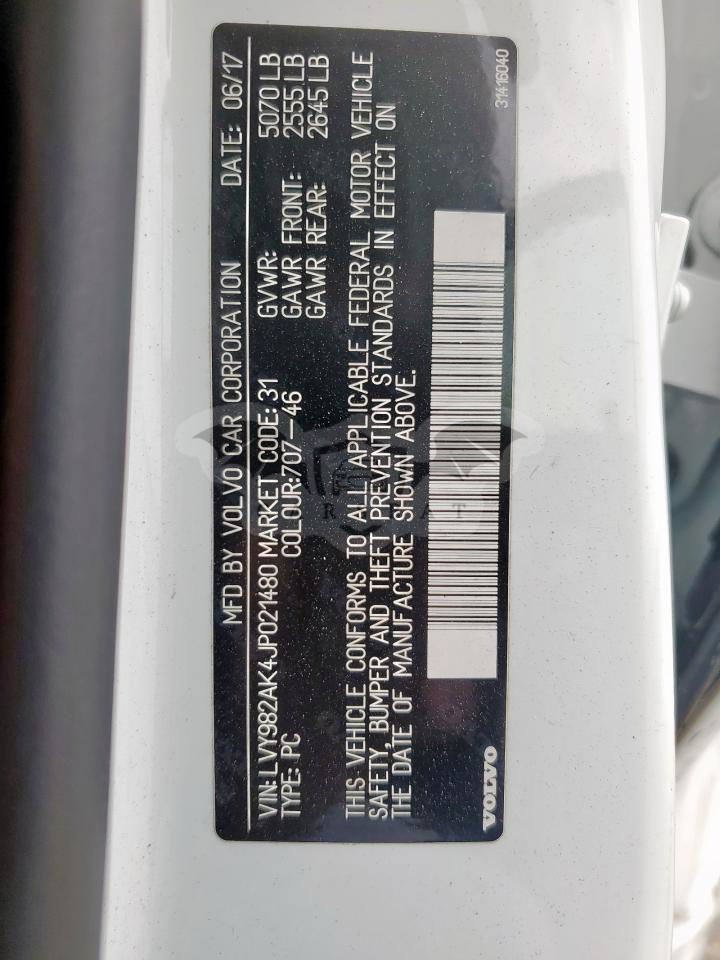 MFD BY VOLVO CAR CORPORATION DATE: 06/17
VIN: LVY982AK4JP021480 MARKET CODE: 31 GVWR: 5070 LB
TYPE: PC COLOUR:707-46 GAWR FRONT: 2555 LB
GAWR REAR: 2645 LB
THIS VEHICLE CONFORMS TO ALL APPLICABLE FEDERAL MOTOR VEHICLE
SAFETY, BUMPER AND THEFT PREVENTION STANDARDS IN EFFECT ON
THE DATE OF MANUFACTURE SHOWN ABOVE.
VOLVO 31416040